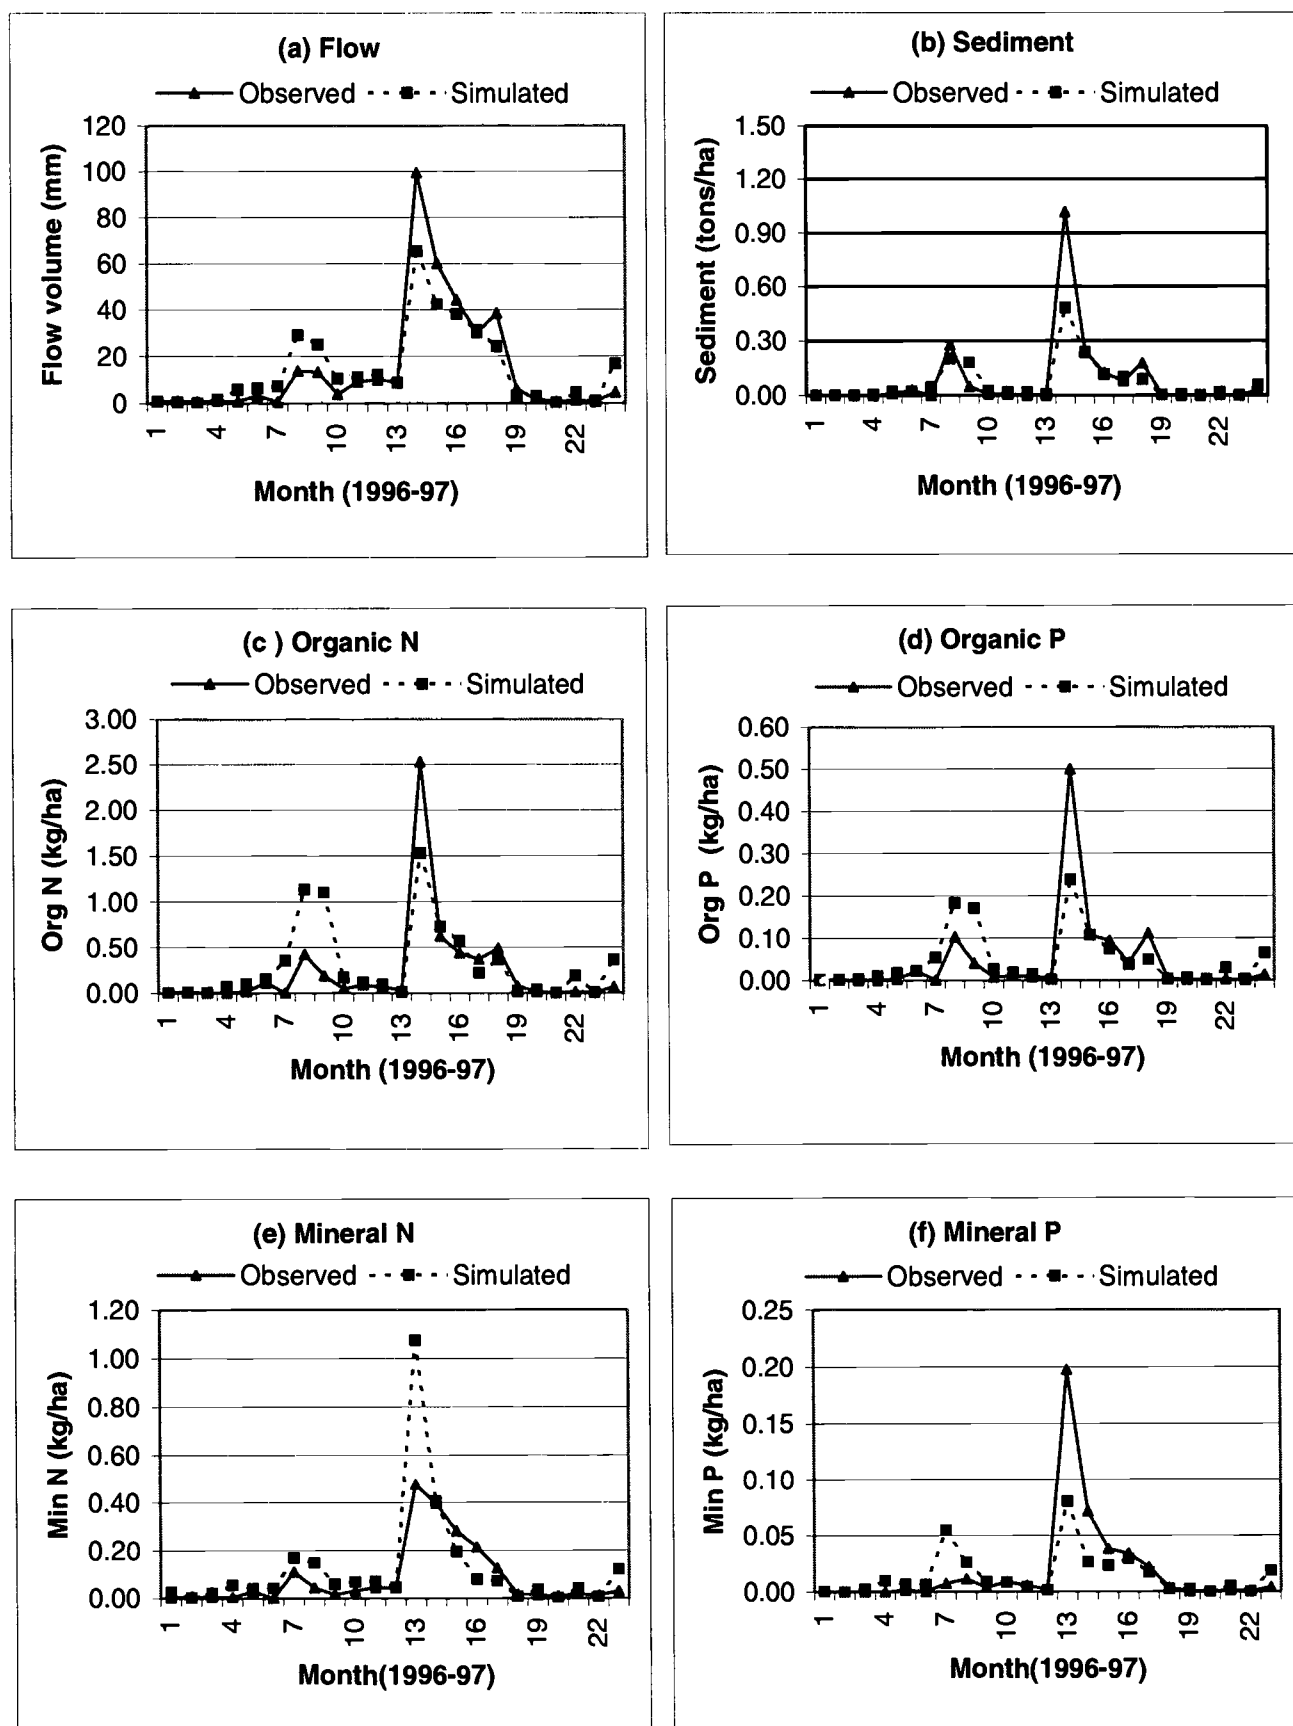 (a) Flow
Observed Simulated
120
100
80
60
40
20
0
Flow volume (mm)
1 4 7 10 13 16 19 22
Month (1996-97)
(b) Sediment
Observed Simulated
1.50
1.20
0.90
0.60
0.30
0.00
Sediment (tons/ha)
1 4 7 10 13 16 19 22
Month (1996-97)
(c ) Organic N
Observed Simulated
3.00
2.50
2.00
1.50
1.00
0.50
0.00
Org N (kg/ha)
1 4 7 10 13 16 19 22
Month (1996-97)
(d) Organic P
Observed Simulated
0.60
0.50
0.40
0.30
0.20
0.10
0.00
Org P (kg/ha)
1 4 7 10 13 16 19 22
Month (1996-97)
(e) Mineral N
Observed Simulated
1.20
1.00
0.80
0.60
0.40
0.20
0.00
Min N (kg/ha)
1 4 7 10 13 16 19 22
Month(1996-97)
(f) Mineral P
Observed Simulated
0.25
0.20
0.15
0.10
0.05
0.00
Min P (kg/ha)
1 4 7 10 13 16 19 22
Month(1996-97)